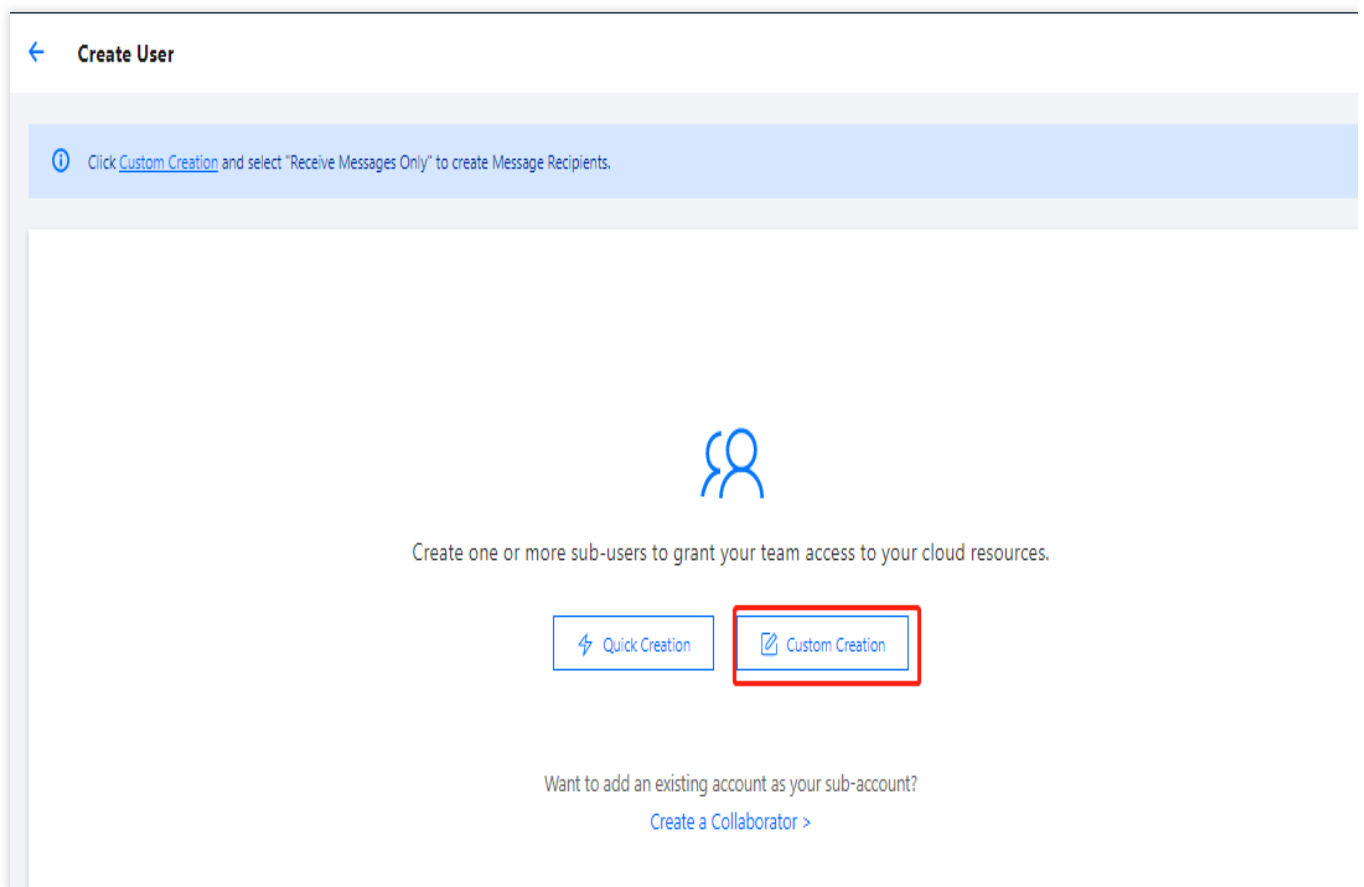 Create User
Click Custom Creation and select "Receive Messages Only" to create Message Recipients.
Create one or more sub-users to grant your team access to your cloud resources.
Quick Creation
Custom Creation
Want to add an existing account as your sub-account?
Create a Collaborator >